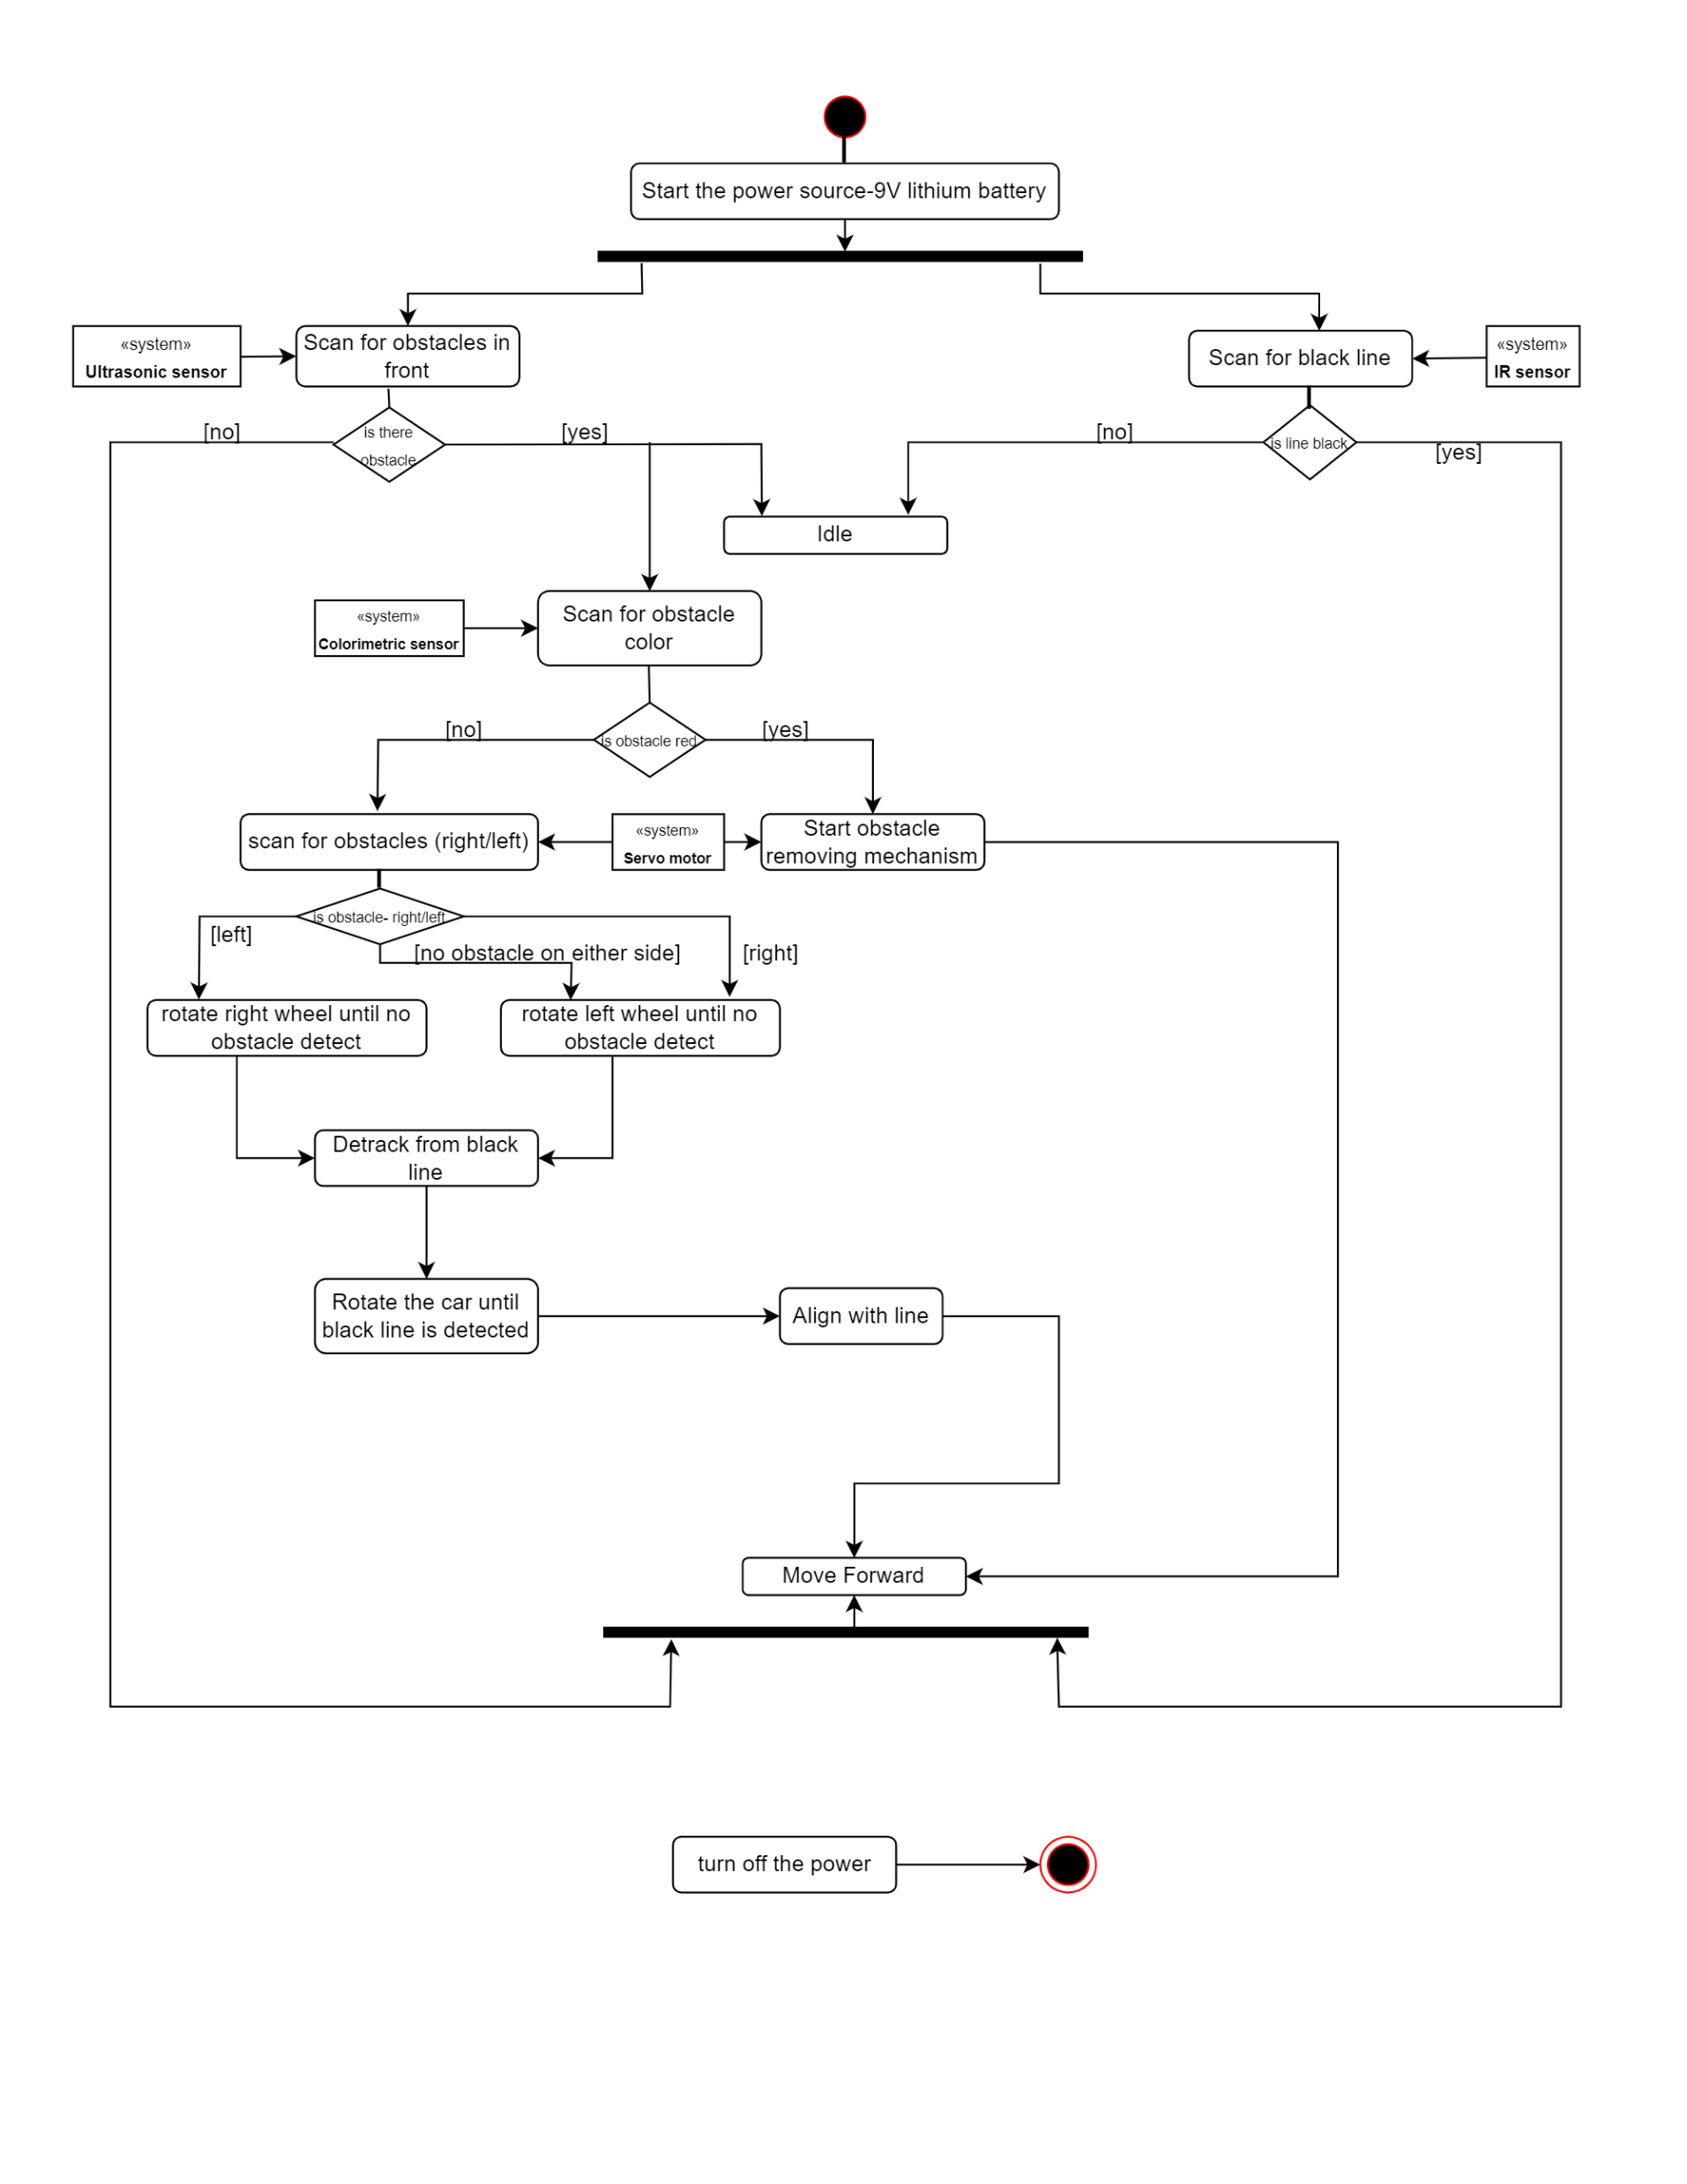 Start the power source-9V lithium battery
«system»
Ultrasonic sensor
Scan for obstacles in
front
Scan for black line
«system»
IR sensor
[no]
is there
obstacle
[yes]
[no]
is line black
[yes]
Idle
«system»
Colorimetric sensor
Scan for obstacle
color
[no]
is obstacle red
[yes]
scan for obstacles (right/left)
«system»
Servo motor
Start obstacle
removing mechanism
is obstacle- right/left
[left]
[no obstacle on either side]
[right]
rotate right wheel until no
obstacle detect
rotate left wheel until no
obstacle detect
Detrack from black
line
Rotate the car until
black line is detected
Align with line
Move Forward
turn off the power